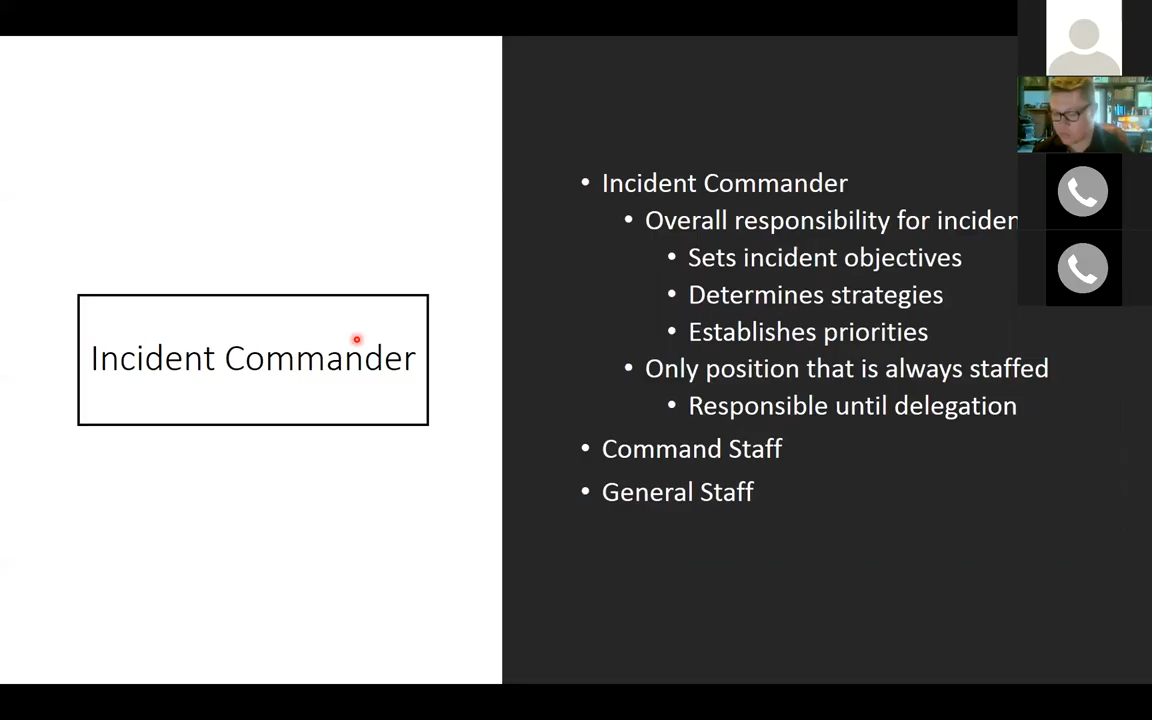 Incident Commander
• Incident Commander
• Overall responsibility for
• Sets incident objectives
• Determines strategies
• Establishes priorities
• Only position that is always staffed
• Responsible until delegation
• Command Staff
• General Staff